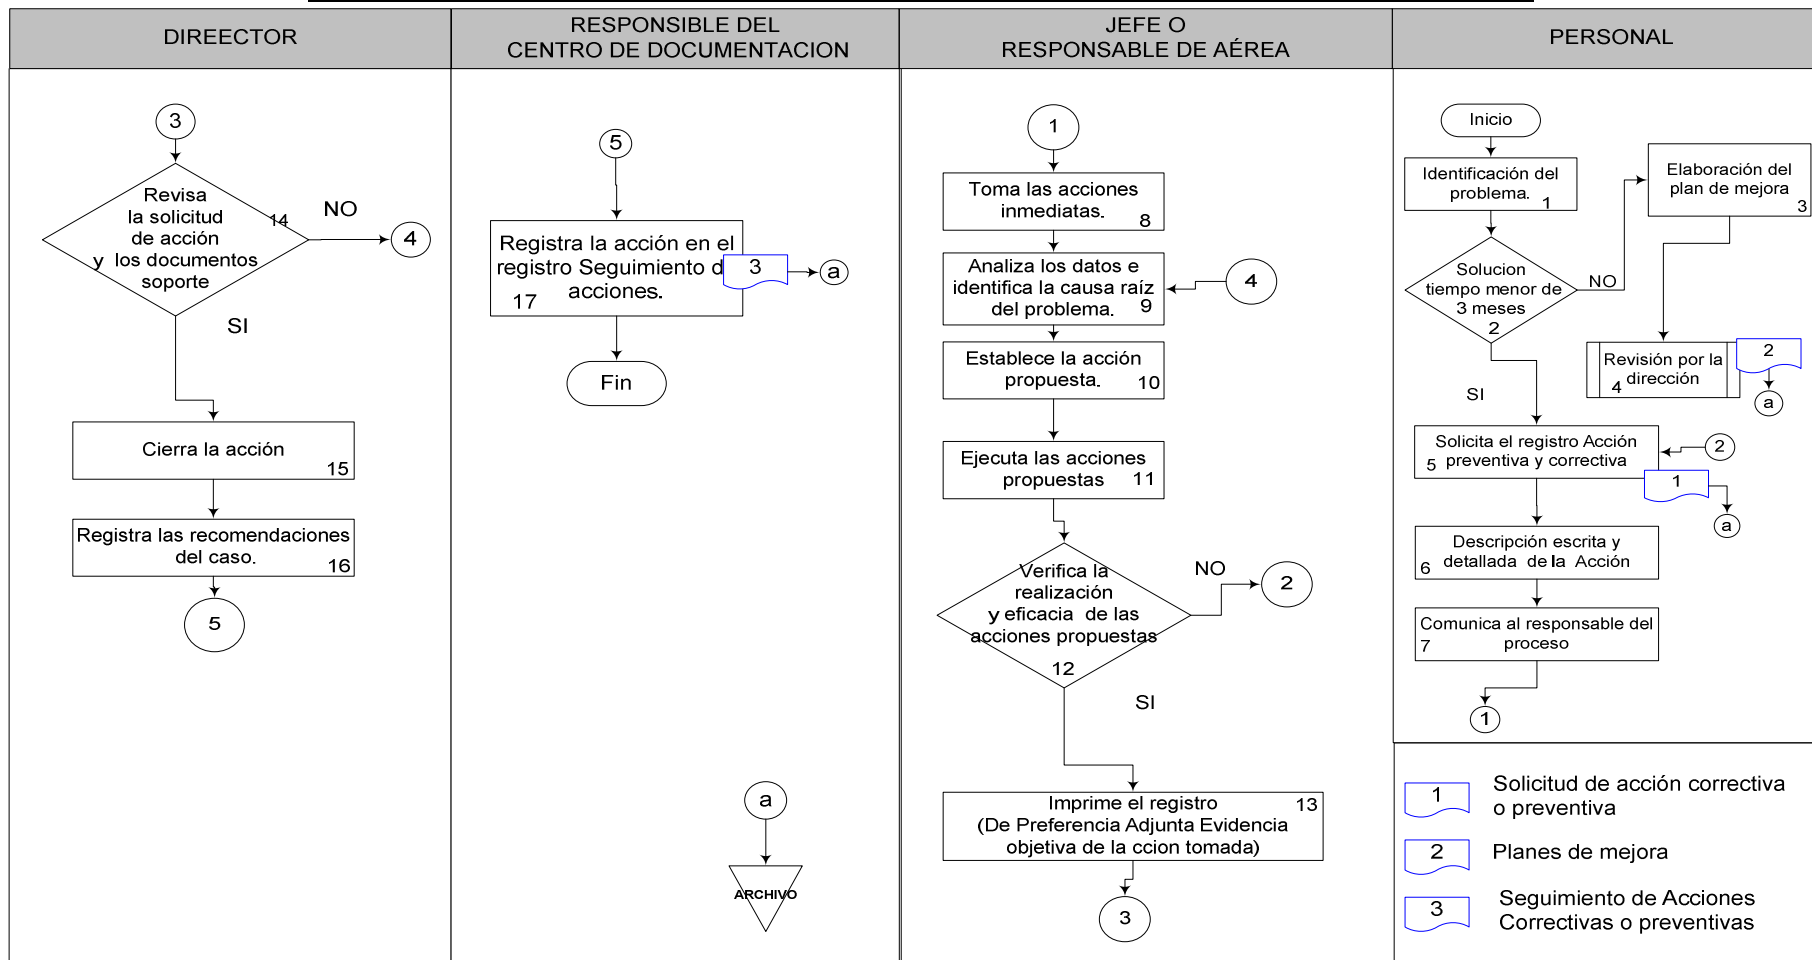 DIREECTOR
RESPONSIBLE DEL
CENTRO DE DOCUMENTACION
JEFE O
RESPONSABLE DE AÉREA
PERSONAL
3
Revisa
la solicitud
14
de acción
y los documentos
soporte
NO
4
SI
Cierra la acción
15
Registra las recomendaciones
del caso.
16
5
5
Registra la acción en el
registro Seguimiento d
acciones.
17
3
a
Fin
a
ARCHIVO
1
Toma las acciones
inmediatas.
8
Analiza los datos e
identifica la causa raíz
del problema.
9
4
Establece la acción
propuesta.
10
Ejecuta las acciones
propuestas
11
Verifica la
realización
y eficacia de las
acciones propuestas
12
NO
2
SI
Imprime el registro
13
(De Preferencia Adjunta Evidencia
objetiva de la ccion tomada)
3
Inicio
Identificación del
problema.
1
Elaboración del
plan de mejora
3
Solucion
tiempo menor de
3 meses
2
NO
Revisión por la
dirección
4
2
a
SI
Solicita el registro Acción
preventiva y correctiva
5
2
1
a
Descripción escrita y
detallada de la Acción
6
Comunica al responsable del
proceso
7
1
1
Solicitud de acción correctiva
o preventiva
2
Planes de mejora
3
Seguimiento de Acciones
Correctivas o preventivas